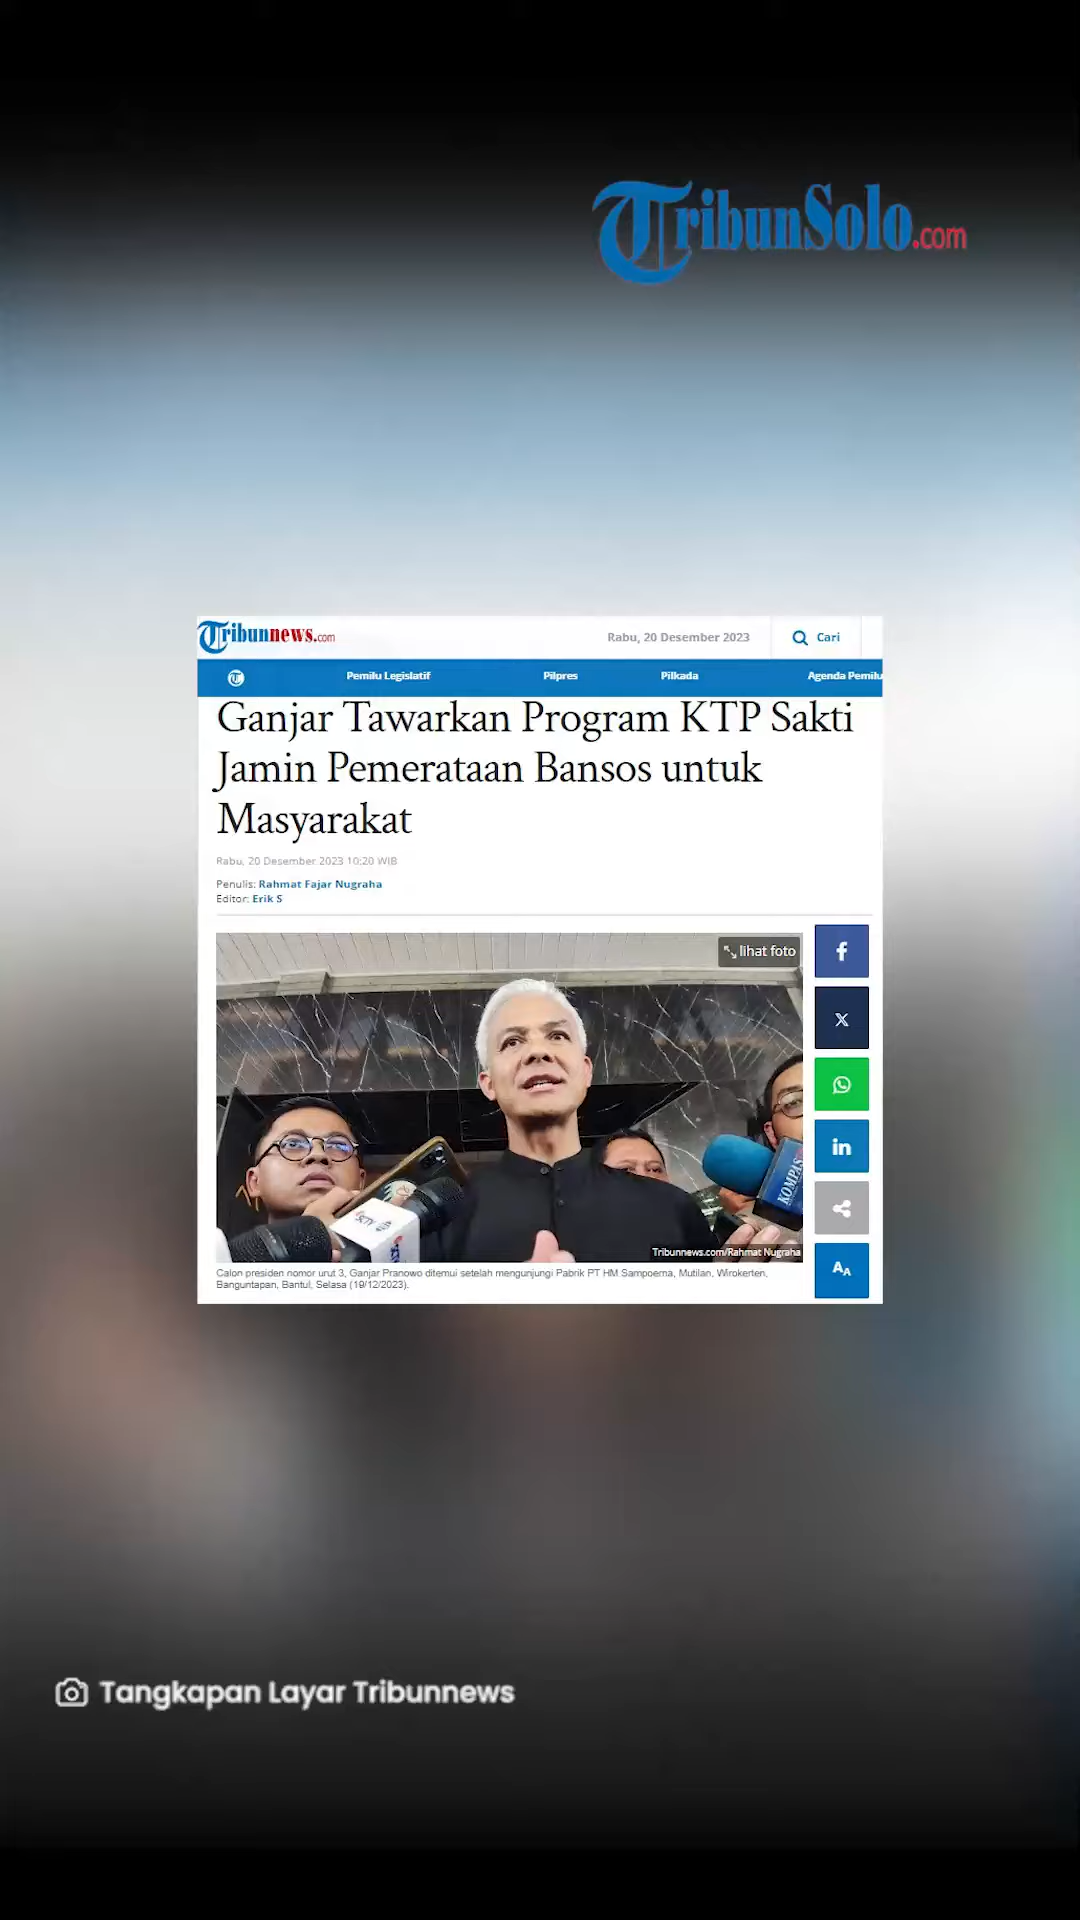 TribunSolo.com
Tribunnews.com
Rabu, 20 Desember 2023
Cari
Pemilu Legislatif
Pilpres
Pilkada
Agenda Pemilu
Ganjar Tawarkan Program KTP Sakti
Jamin Pemerataan Bansos untuk
Masyarakat
Rabu, 20 Desember 2023 10:20 WIB
Penulis: Rahmat Fajar Nugraha
Editor: Erik S
lihat foto
SCTV
KOMPAS
Tribunnews.com/Rahmat Nugraha
Calon presiden nomor urut 3, Ganjar Pranowo ditemui setelah mengunjungi Pabrik PT HM Sampoerna, Mutilan, Wirokerten,
Banguntapan, Bantul, Selasa (19/12/2023).
AA
Tangkapan Layar Tribunnews